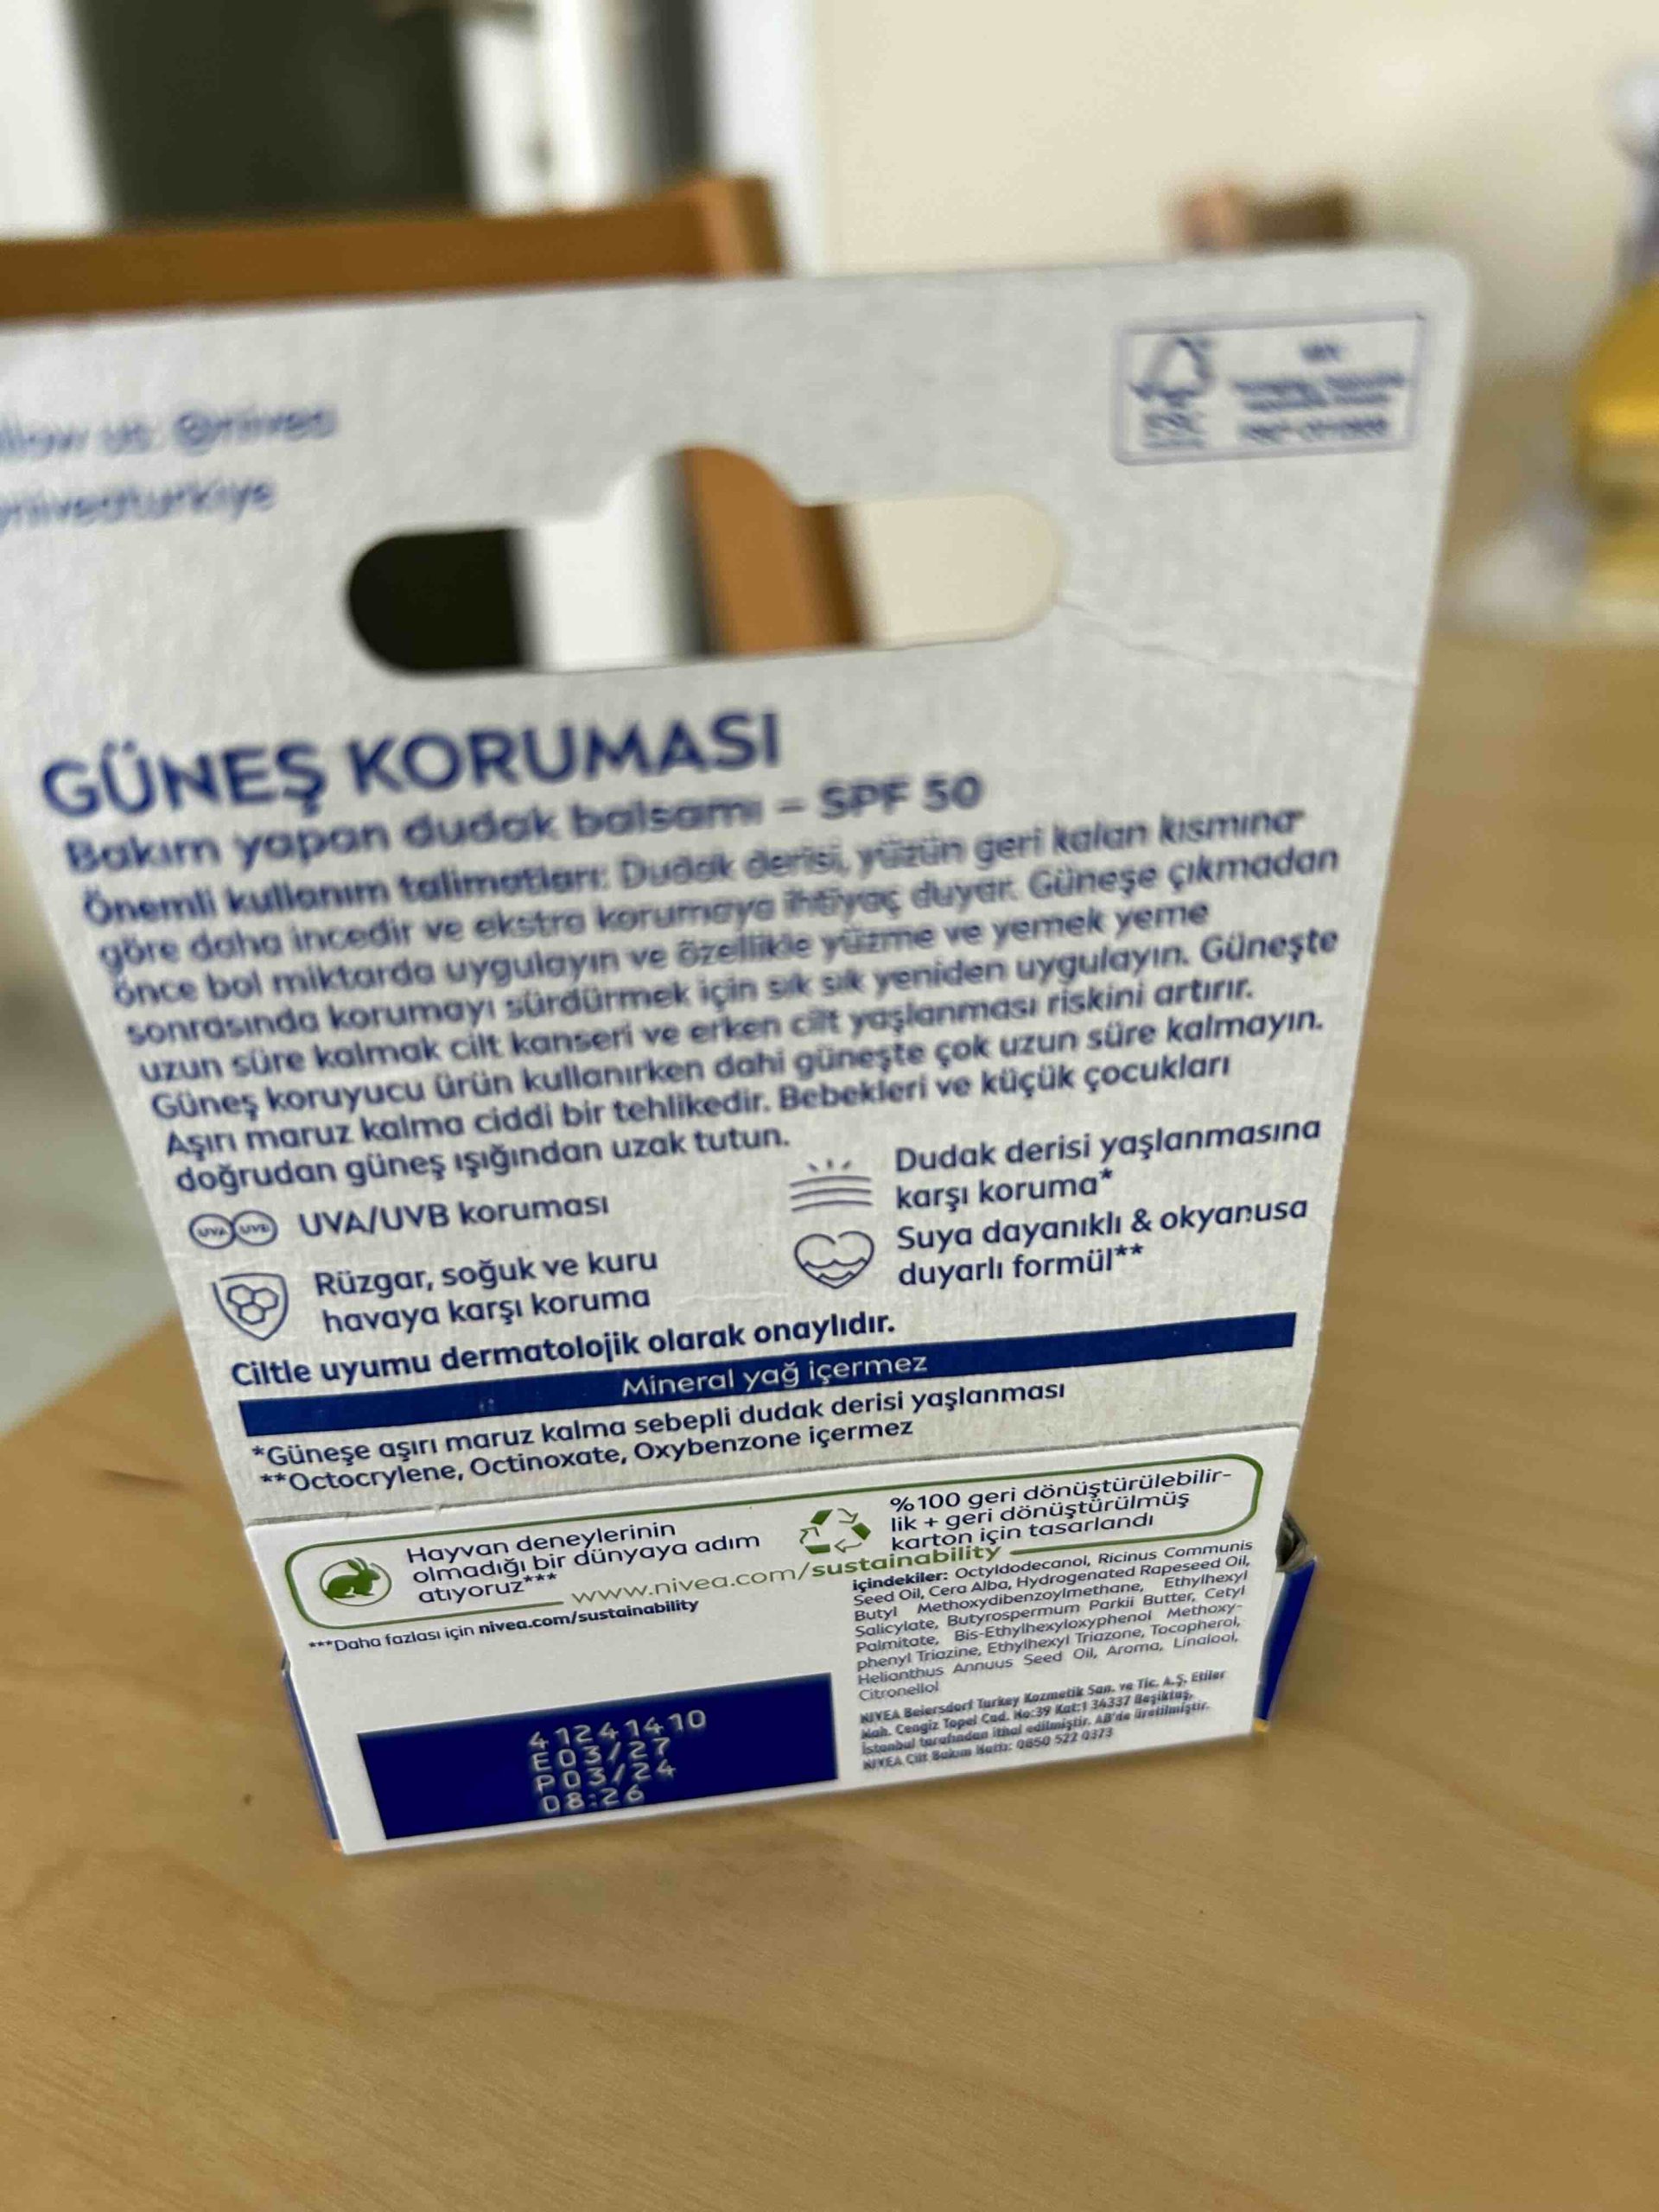 us: @nivea
GÜNEŞ KORUMASI
Bakım yapan dudak balsamı – SPF 50
Önemli kullanım talimatları: Dudak derisi, yüzün geri kalan kısmına
göre daha incedir ve ekstra korumaya ihtiyaç duyar. Güneşe çıkmadan
önce bol miktarda uygulayın ve özellikle yüzme ve yemek yeme
sonrasında korumayı sürdürmek için sık sık yeniden uygulayın. Güneşte
uzun süre kalmak cilt kanseri ve erken cilt yaşlanması riskini artırır.
Güneş koruyucu ürün kullanırken dahi güneşte çok uzun süre kalmayın.
Aşırı maruz kalma ciddi bir tehlikedir. Bebekleri ve küçük çocukları
doğrudan güneş ışığından uzak tutun.
UVA UVB UVA/UVB koruması
Rüzgar, soğuk ve kuru
havaya karşı koruma
Dudak derisi yaşlanmasına
karşı koruma*
Suya dayanıklı & okyanusa
duyarlı formül**
Ciltle uyumu dermatolojik olarak onaylıdır.
Mineral yağ içermez
*Güneşe aşırı maruz kalma sebepli dudak derisi yaşlanması
**Octocrylene, Octinoxate, Oxybenzone içermez
Hayvan deneylerinin
olmadığı bir dünyaya adım
atıyoruz***
%100 geri dönüştürülebilir-
lik + geri dönüştürülmüş
karton için tasarlandı
www.nivea.com/sustainability
***Daha fazlası için nivea.com/sustainability
içindekiler: Octyldodecanol, Ricinus Communis
Seed Oil, Cera Alba, Hydrogenated Rapeseed Oil,
Butyl Methoxydibenzoylmethane, Ethylhexyl
Salicylate, Butyrospermum Parkii Butter, Cetyl
Palmitate, Bis-Ethylhexyloxyphenol Methoxy-
phenyl Triazine, Ethylhexyl Triazone, Tocopherol,
Helianthus Annuus Seed Oil, Aroma, Linalool,
Citronellol
NIVEA Beiersdorf Turkey Kozmetik San. ve Tic. A.Ş. Etiler
Mah. Cengiz Topel Cad. No:39 Kat:1 34337 Beşiktaş,
İstanbul tarafından ithal edilmiştir. AB'de üretilmiştir.
NIVEA Cilt Bakım Hattı: 0850 522 0373
41241410
E03/27
P03/24
08:26